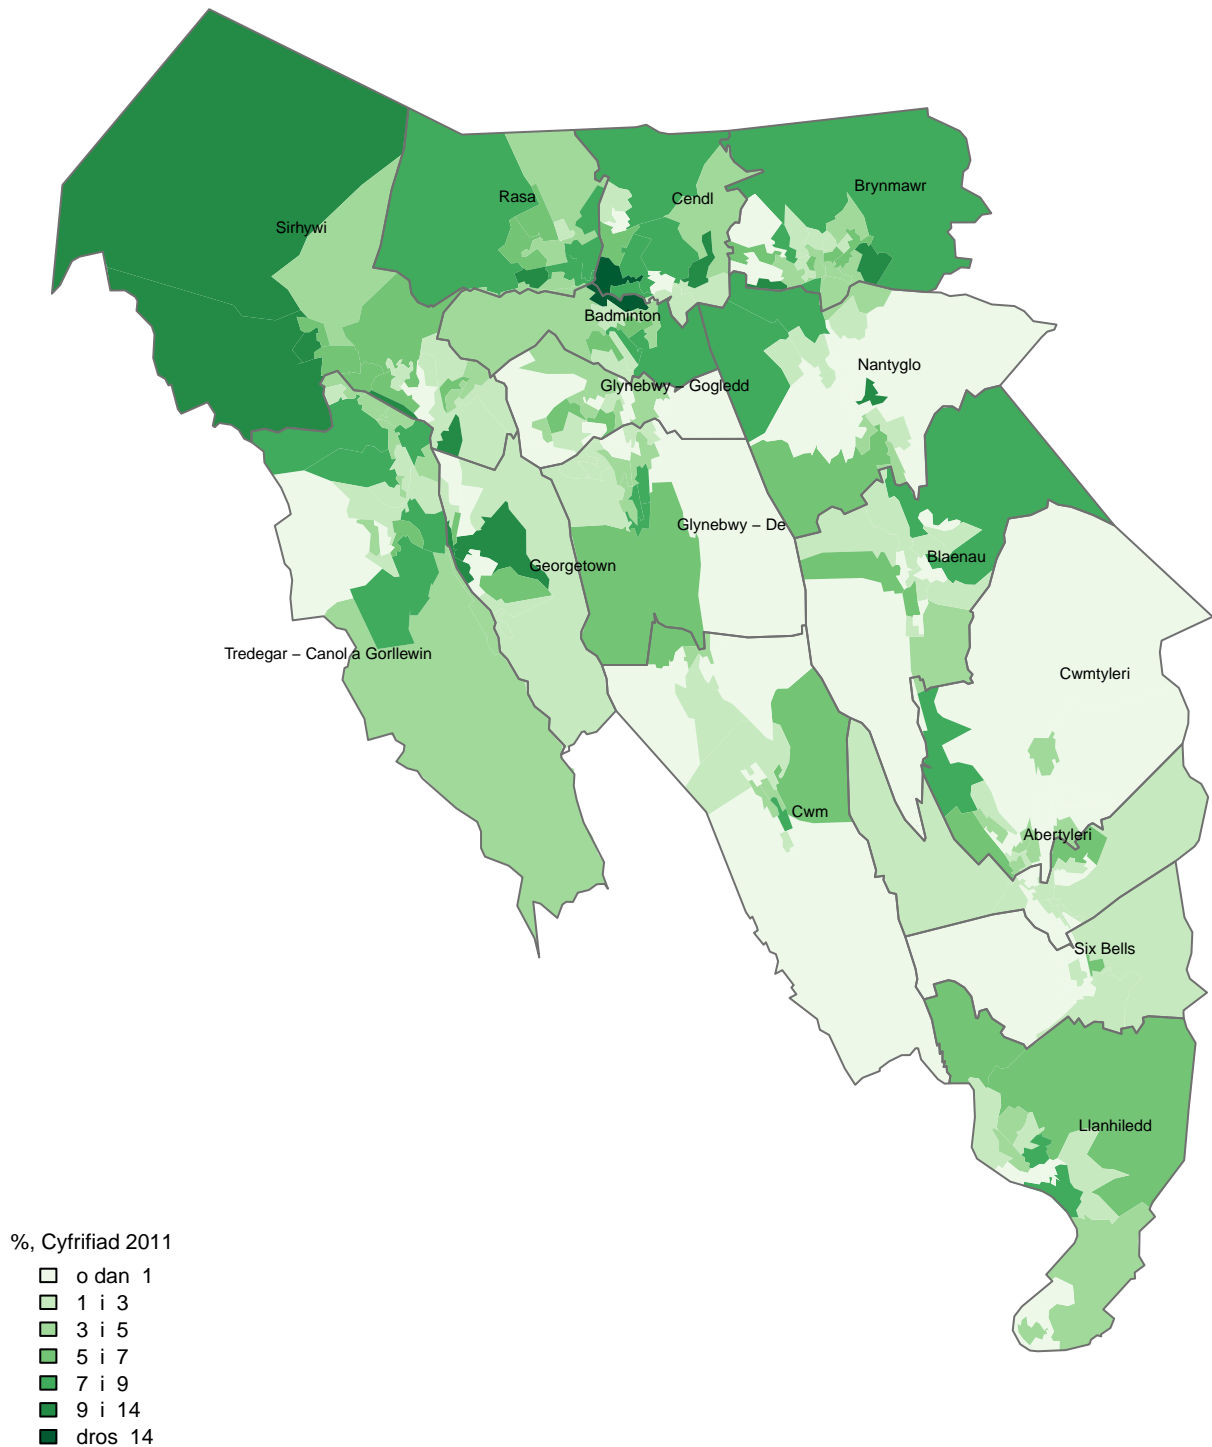 Brynmawr
Rasa
Cendl
Sirhywi
Badminton
Nantyglo
Glynebwy – Gogledd
Glynebwy – De
Blaenau
Georgetown
Tredegar – Canol a Gorllewin
Cwmtyleri
Cwm
Abertyleri
Six Bells
Llanhiledd
%, Cyfrifiad 2011
o dan 1
1 i 3
3 i 5
5 i 7
7 i 9
9 i 14
dros 14